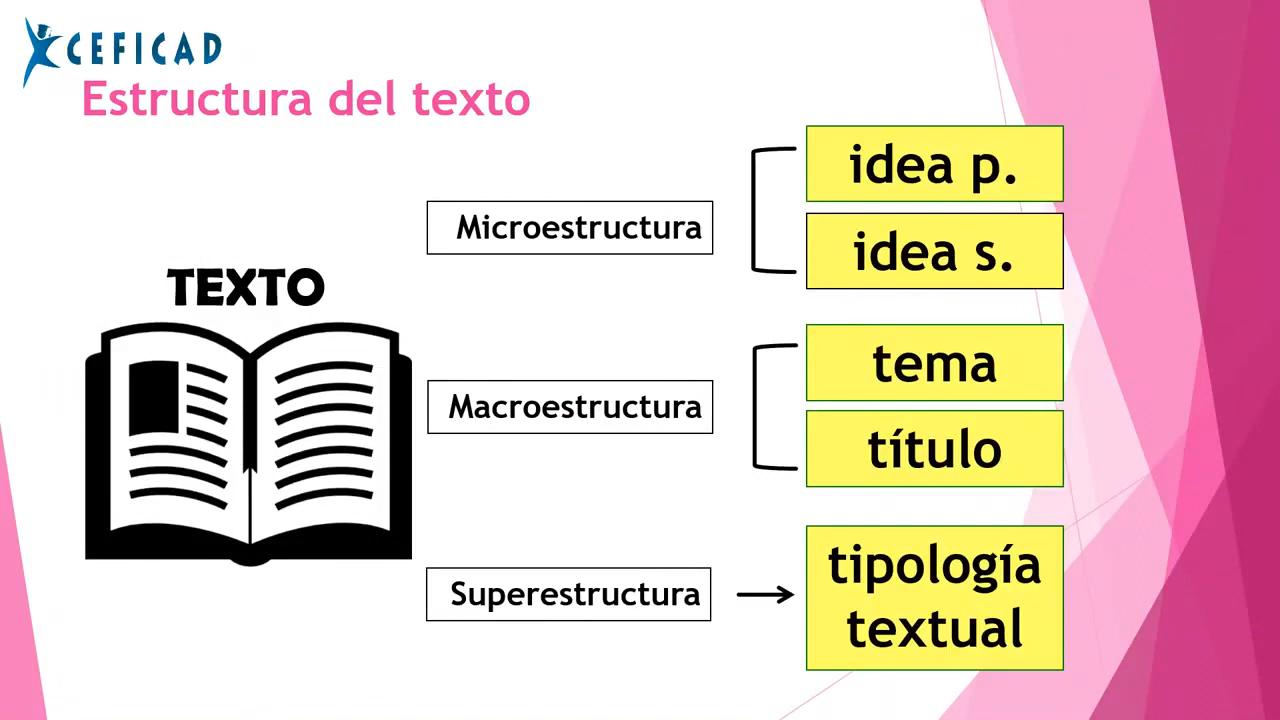 CEFICAD
Estructura del texto
idea p.
Microestructura
idea s.
TEXTO
tema
Macroestructura
título
tipología
Superestructura
textual